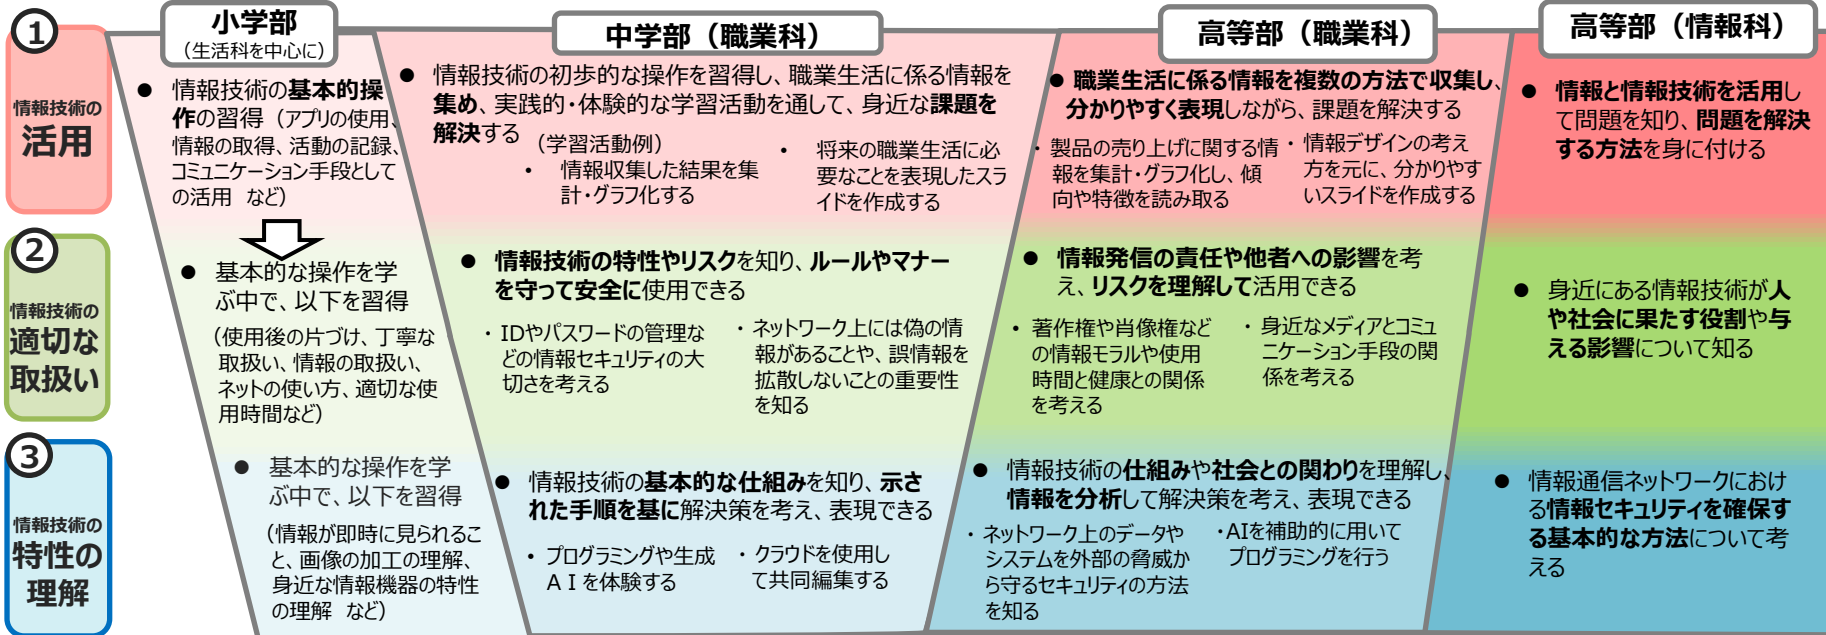 小学部
（生活科を中心に）
中学部（職業科）
高等部（職業科）
高等部（情報科）
①
情報技術の
活用
● 情報技術の基本的操
作の習得（アプリの使用、
情報の取得、活動の記録、
コミュニケーション手段として
の活用 など）
● 情報技術の初歩的な操作を習得し、職業生活に係る情報を
集め、実践的・体験的な学習活動を通して、身近な課題を
解決する
（学習活動例）
・ 情報収集した結果を集
計・グラフ化する
・ 将来の職業生活に必
要なことを表現したスラ
イドを作成する
● 職業生活に係る情報を複数の方法で収集し、
分かりやすく表現しながら、課題を解決する
・ 製品の売り上げに関する情
報を集計・グラフ化し、傾
向や特徴を読み取る
・ 情報デザインの考え
方を元に、分かりやす
いスライドを作成する
● 情報と情報技術を活用し
て問題を知り、問題を解決
する方法を身に付ける
②
情報技術の
適切な
取扱い
● 基本的な操作を学
ぶ中で、以下を習得
（使用後の片づけ、丁寧な
取扱い、情報の取扱い、
ネットの使い方、適切な使
用時間など）
● 情報技術の特性やリスクを知り、ルールやマナー
を守って安全に使用できる
・ IDやパスワードの管理な
どの情報セキュリティの大
切さを考える
・ ネットワーク上には偽の情
報があることや、誤情報を
拡散しないことの重要性
を知る
● 情報発信の責任や他者への影響を考
え、リスクを理解して活用できる
・ 著作権や肖像権など
の情報モラルや使用
時間と健康との関係
を考える
・ 身近なメディアとコミュ
ニケーション手段の関
係を考える
● 身近にある情報技術が人
や社会に果たす役割や与
える影響について知る
③
情報技術の
特性の
理解
● 基本的な操作を学
ぶ中で、以下を習得
（情報が即時に見られるこ
と、画像の加工の理解、
身近な情報機器の特性
の理解 など）
● 情報技術の基本的な仕組みを知り、示さ
れた手順を基に解決策を考え、表現できる
・ プログラミングや生成
ＡＩを体験する
・ クラウドを使用し
て共同編集する
● 情報技術の仕組みや社会との関わりを理解し、
情報を分析して解決策を考え、表現できる
・ ネットワーク上のデータや
システムを外部の脅威か
ら守るセキュリティの方法
を知る
・AIを補助的に用いて
プログラミングを行う
● 情報通信ネットワークにおけ
る情報セキュリティを確保す
る基本的な方法について考
える